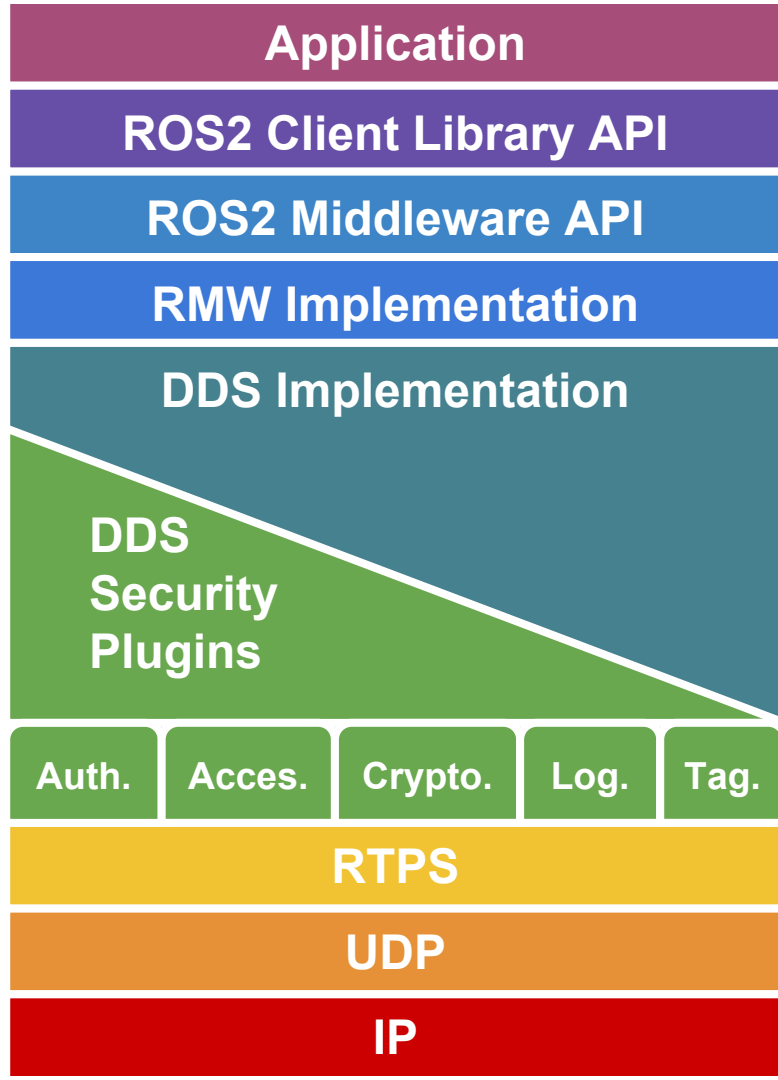 Application
ROS2 Client Library API
ROS2 Middleware API
RMW Implementation
DDS Implementation
DDS
Security
Plugins
Auth. Acces. Crypto. Log. Tag.
RTPS
UDP
IP